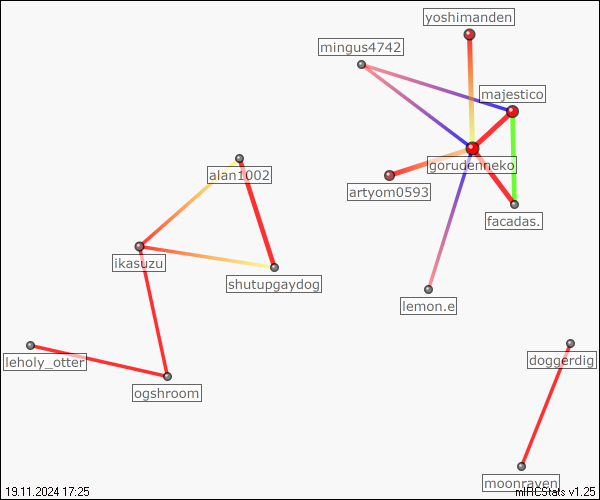 yoshimanden
mingus4742
majestico
gorudenneko
alan1002
artyom0593
facadas.
ikasuzu
shutupgaydog
lemon.e
leholy_otter
doggerdig
ogshroom
moonraven
19.11.2024 17:25
mIRCStats v1.25